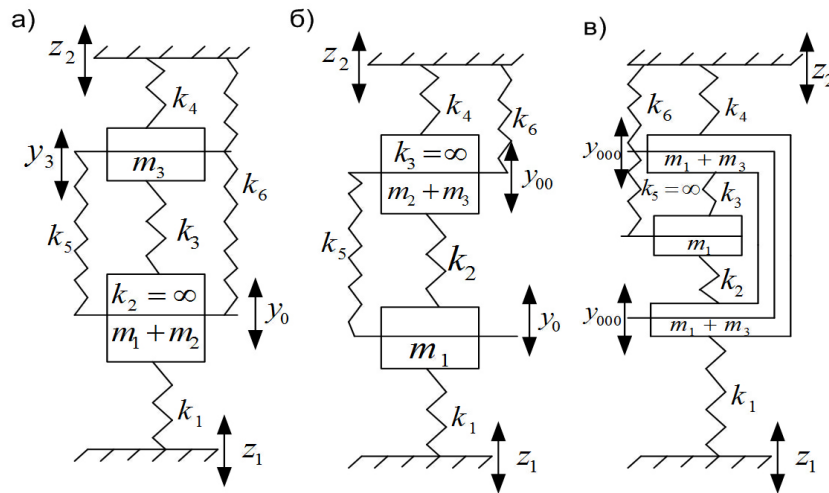 а)
z₂
k₄
y₃
m₃
k₆
k₅
k₃
k₂ = ∞
m₁ + m₂
y₀
k₁
z₁
б)
z₂
k₄
k₆
k₃ = ∞
m₂ + m₃
y₀₀
k₅
k₂
y₀
m₁
k₁
z₁
в)
z₂
k₆
k₄
y₀₀₀
m₁ + m₃
k₅ = ∞
k₃
m₁
k₂
y₀₀₀
m₁ + m₃
k₁
z₁